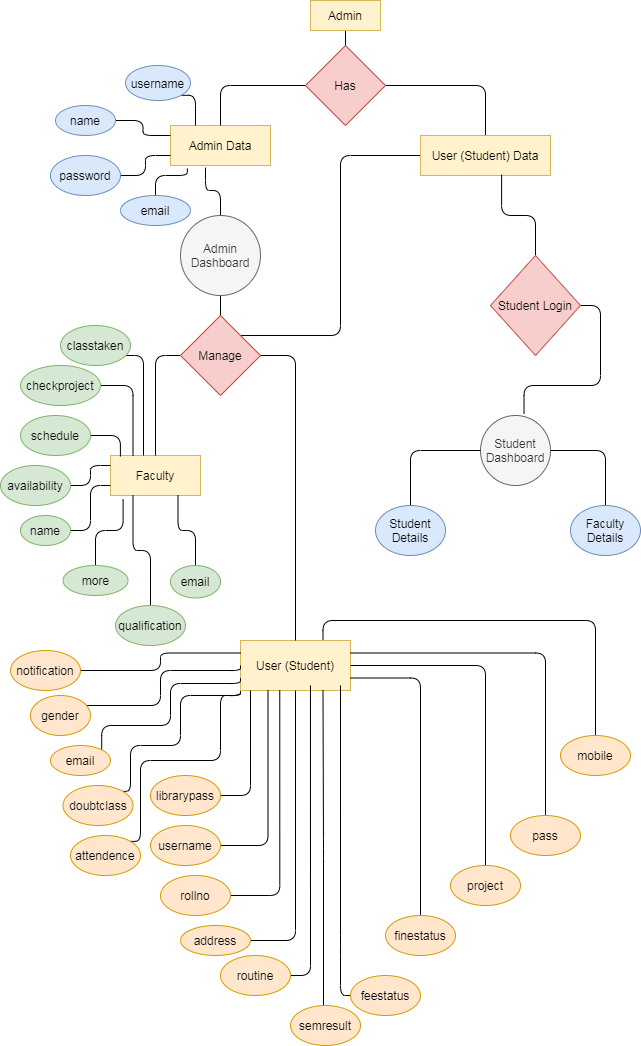 Admin
Has
username
name
Admin Data
User (Student) Data
password
email
Admin
Dashboard
Student Login
classtaken
Manage
checkproject
schedule
Student
Dashboard
Faculty
availability
name
Student
Details
Faculty
Details
more
email
qualification
notification
User (Student)
gender
email
mobile
doubtclass
librarypass
pass
username
attendence
project
rollno
finestatus
address
routine
feestatus
semresult